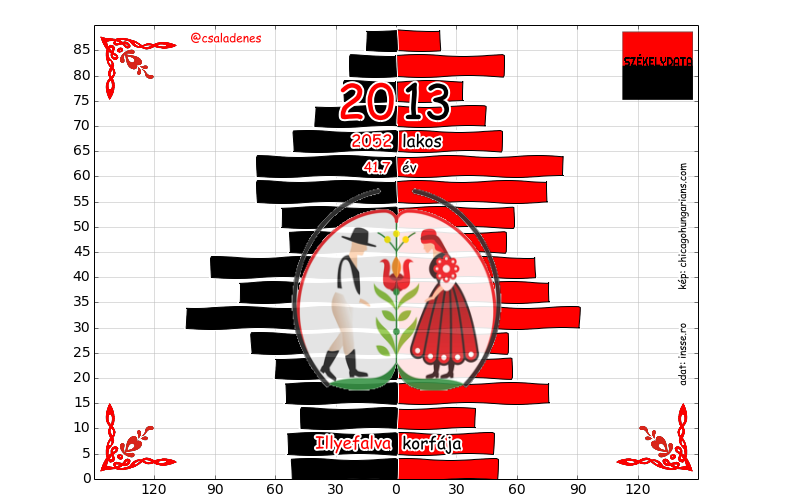 @csaladenes
SZÉKELYDATA
2013
2052 lakos
41.7 év
kép: chicagohungarians.com
adat: insse.ro
Illyefalva korfája
85
80
75
70
65
60
55
50
45
40
35
30
25
20
15
10
5
0
120 90 60 30 0 30 60 90 120